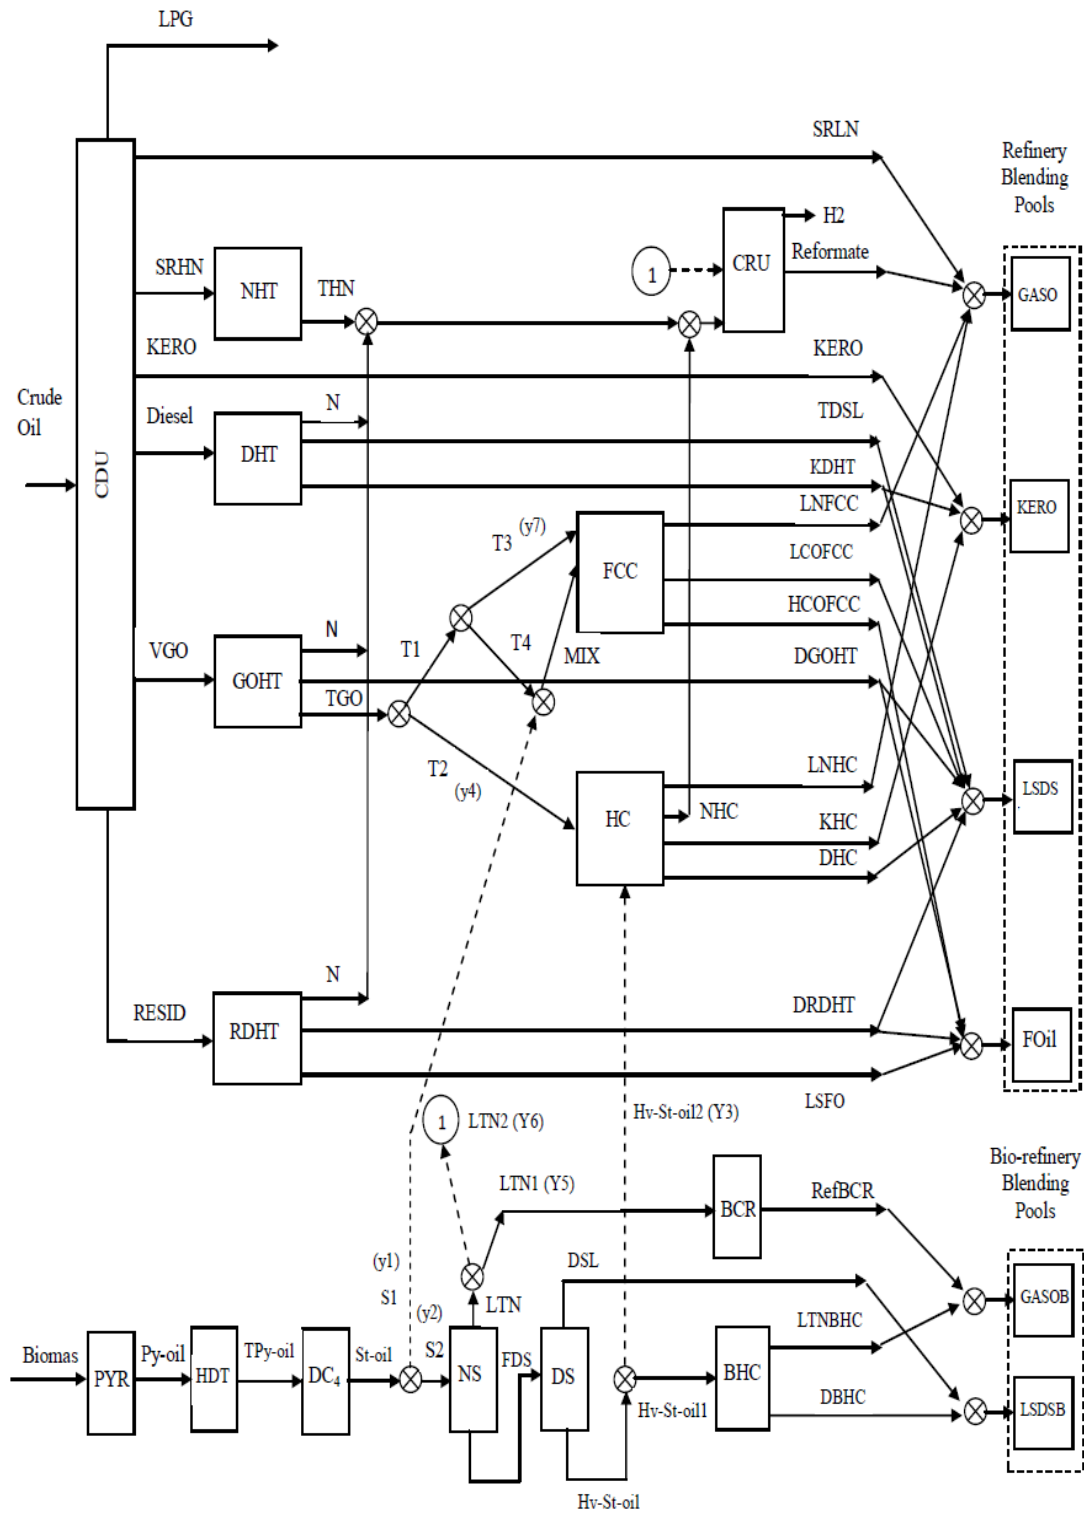 LPG
SRLN
Refinery
Blending
Pools
H2
SRHN
NHT
THN
1
CRU
Reformate
GASO
KERO
KERO
Crude
Oil
CDU
Diesel
N
DHT
TDSL
KDHT
KERO
T3
(y7)
FCC
LNFCC
LCOFCC
HCOFCC
VGO
GOHT
N
T1
T4
MIX
DGOHT
TGO
T2
(y4)
HC
NHC
LNHC
KHC
DHC
LSDS
.
RESID
RDHT
N
DRDHT
LSFO
FOil
1
LTN2 (Y6)
Hv-St-oil2 (Y3)
LTN1 (Y5)
BCR
RefBCR
Bio-refinery
Blending
Pools
(y1)
S1
(y2)
LTN
DSL
GASOB
Biomas
PYR
Py-oil
HDT
TPy-oil
DC4
St-oil
S2
NS
FDS
DS
Hv-St-oil1
BHC
LTNBHC
DBHC
LSDSB
Hv-St-oil